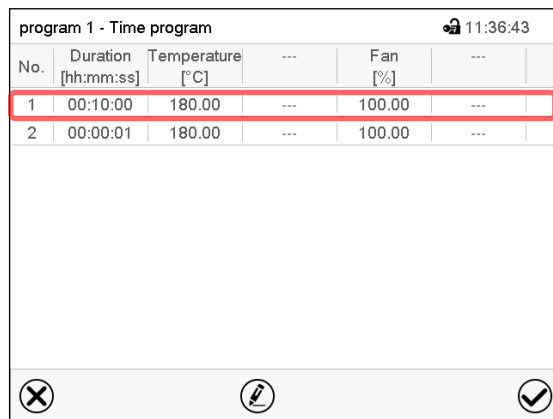 program 1 - Time program 11:36:43
No. Duration [hh:mm:ss] Temperature [°C] --- Fan [%] ---
1 00:10:00 180.00 --- 100.00 ---
2 00:00:01 180.00 --- 100.00 ---